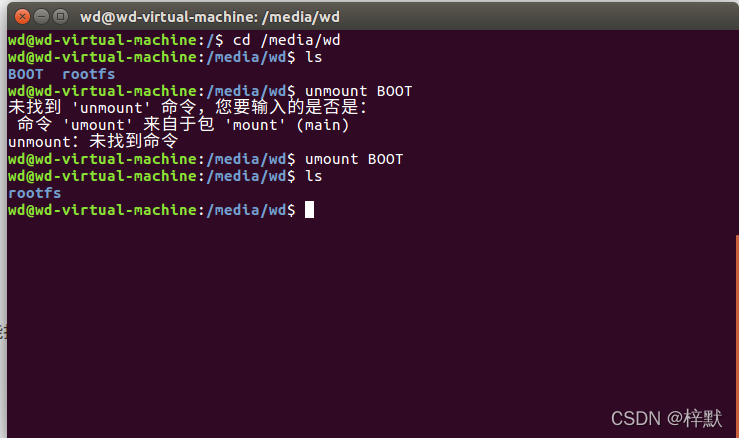 wd@wd-virtual-machine: /media/wd
wd@wd-virtual-machine:/$ cd /media/wd
wd@wd-virtual-machine:/media/wd$ ls
BOOT  rootfs
wd@wd-virtual-machine:/media/wd$ unmount BOOT
未找到 'unmount' 命令，您要输入的是否是：
 命令 'umount' 来自于包 'mount' (main)
unmount：未找到命令
wd@wd-virtual-machine:/media/wd$ umount BOOT
wd@wd-virtual-machine:/media/wd$ ls
rootfs
wd@wd-virtual-machine:/media/wd$
CSDN @梓默